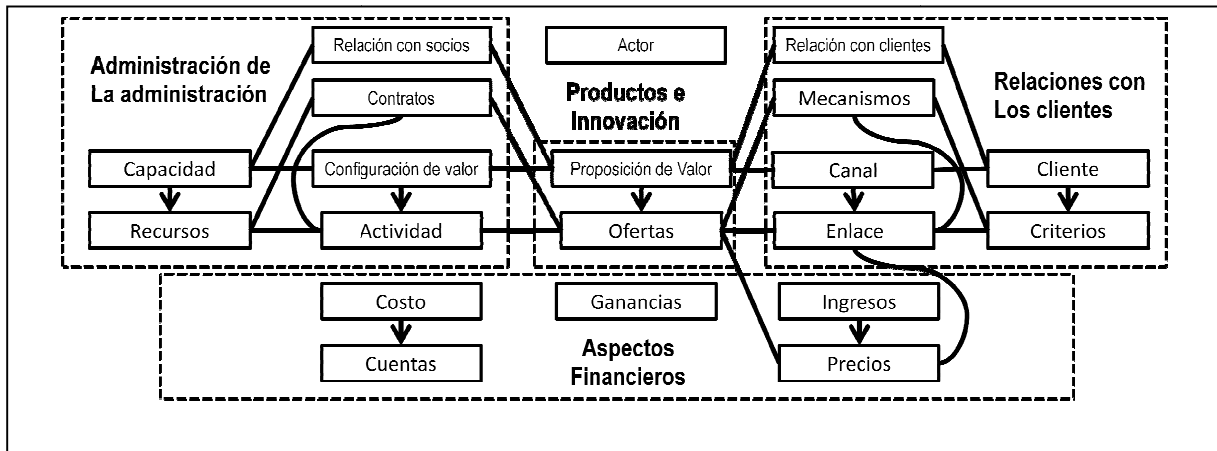 Relación con socios
Actor
Relación con clientes
Administración de
La administración
Contratos
Productos e
Innovación
Mecanismos
Relaciones con
Los clientes
Capacidad
Configuración de valor
Proposición de Valor
Canal
Cliente
Recursos
Actividad
Ofertas
Enlace
Criterios
Costo
Ganancias
Ingresos
Cuentas
Aspectos
Financieros
Precios